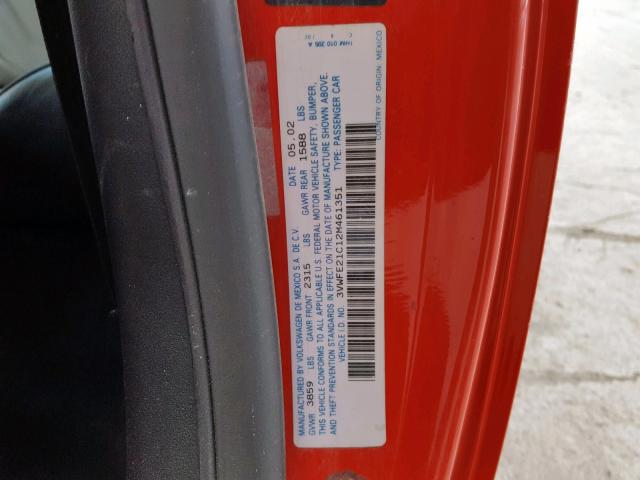 MANUFACTURED BY VOLKSWAGEN DE MEXICO S.A. DE C.V. DATE 05.02
GVWR 3859 LBS GAWR FRONT 2315 LBS GAWR REAR 1588 LBS
THIS VEHICLE CONFORMS TO ALL APPLICABLE U.S. FEDERAL MOTOR VEHICLE SAFETY, BUMPER,
AND THEFT PREVENTION STANDARDS IN EFFECT ON THE DATE OF MANUFACTURE SHOWN ABOVE.
VEHICLE I.D. NO. 3VWFE21C12M461351 TYPE: PASSENGER CAR
COUNTRY OF ORIGIN: MEXICO